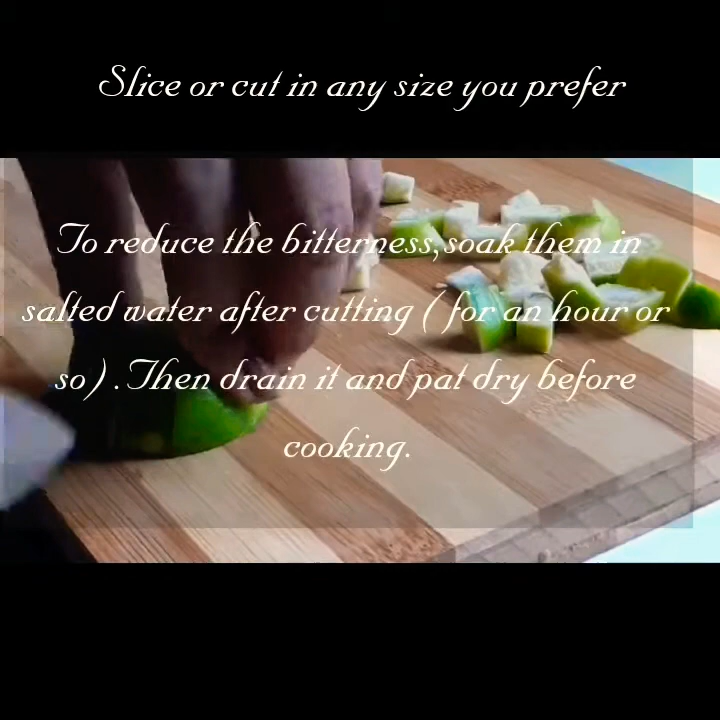 Slice or cut in any size you prefer
To reduce the bitterness,soak them in
salted water after cutting ( for an hour or
so) .Then drain it and pat dry before
cooking.